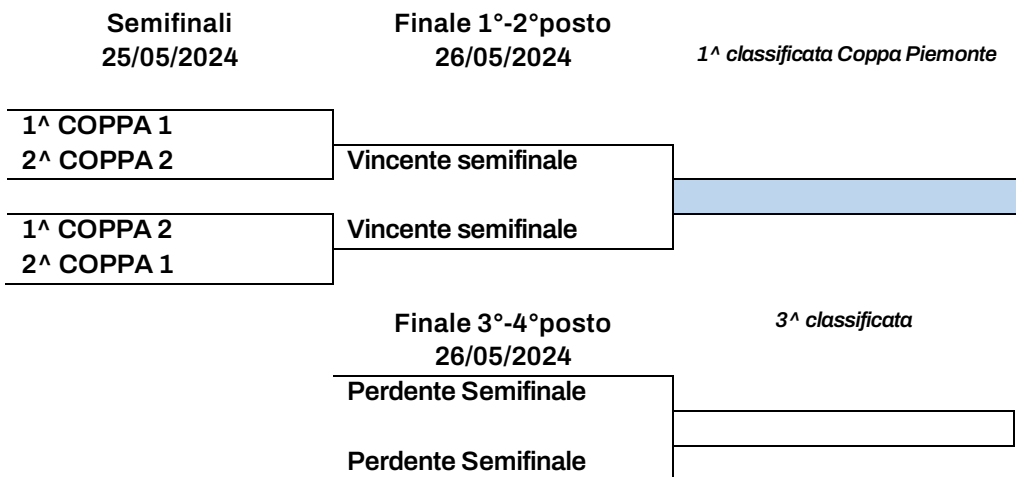 Semifinali
25/05/2024
Finale 1°-2°posto
26/05/2024
1^ classificata Coppa Piemonte
1^ COPPA 1
2^ COPPA 2
Vincente semifinale
1^ COPPA 2
2^ COPPA 1
Vincente semifinale
Finale 3°-4°posto
26/05/2024
3^ classificata
Perdente Semifinale
Perdente Semifinale